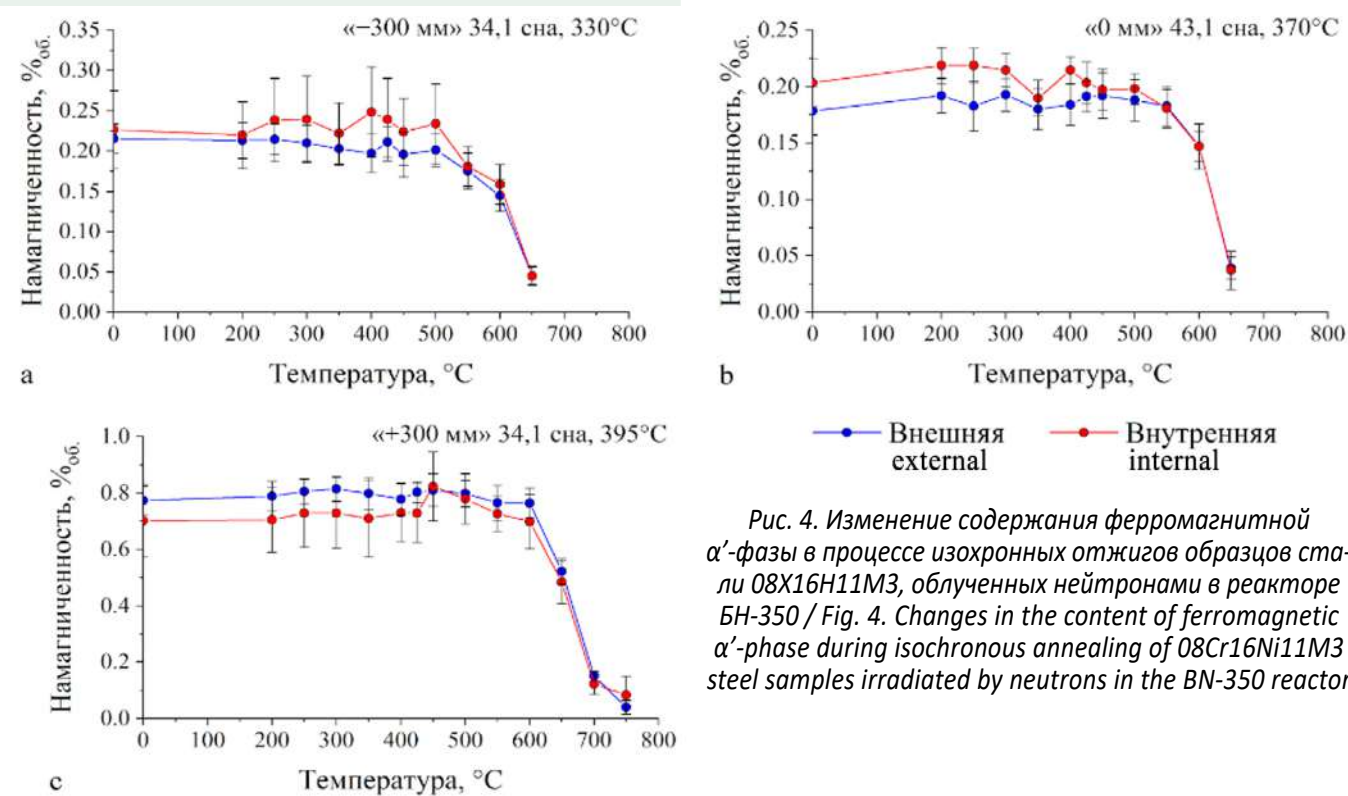 «−300 мм» 34,1 сна, 330°C
Намагниченность, %об.
0.35
0.30
0.25
0.20
0.15
0.10
0.05
0.00
0 100 200 300 400 500 600 700 800
Температура, °C
a
«0 мм» 43,1 сна, 370°C
Намагниченность, %об.
0.25
0.20
0.15
0.10
0.05
0.00
0 100 200 300 400 500 600 700 800
Температура, °C
b
«+300 мм» 34,1 сна, 395°C
Намагниченность, %об.
1.0
0.8
0.6
0.4
0.2
0.0
0 100 200 300 400 500 600 700 800
Температура, °C
c
Внешняя Внутренняя
external internal
Рис. 4. Изменение содержания ферромагнитной
α’-фазы в процессе изохронных отжигов образцов ста-
ли 08Х16Н11М3, облученных нейтронами в реакторе
БН-350 / Fig. 4. Changes in the content of ferromagnetic
α’-phase during isochronous annealing of 08Cr16Ni11M3
steel samples irradiated by neutrons in the BN-350 reactor